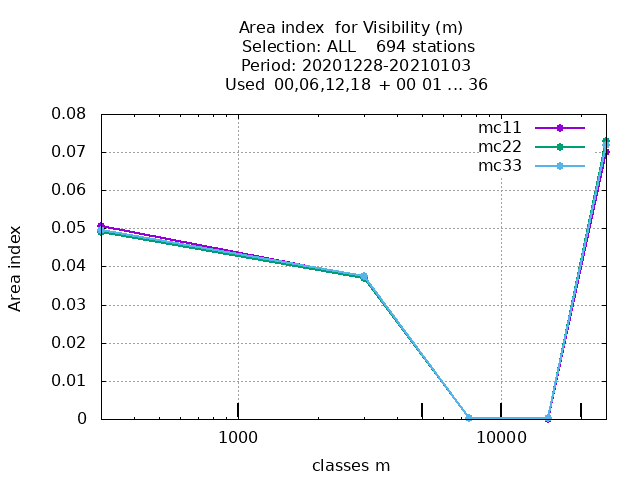 Area index  for Visibility (m)
Selection: ALL    694 stations
Period: 20201228-20210103
Used  00,06,12,18  + 00 01 ... 36
mc11
mc22
mc33
0.08
0.07
0.06
0.05
0.04
0.03
0.02
0.01
0
Area index
1000
10000
classes m